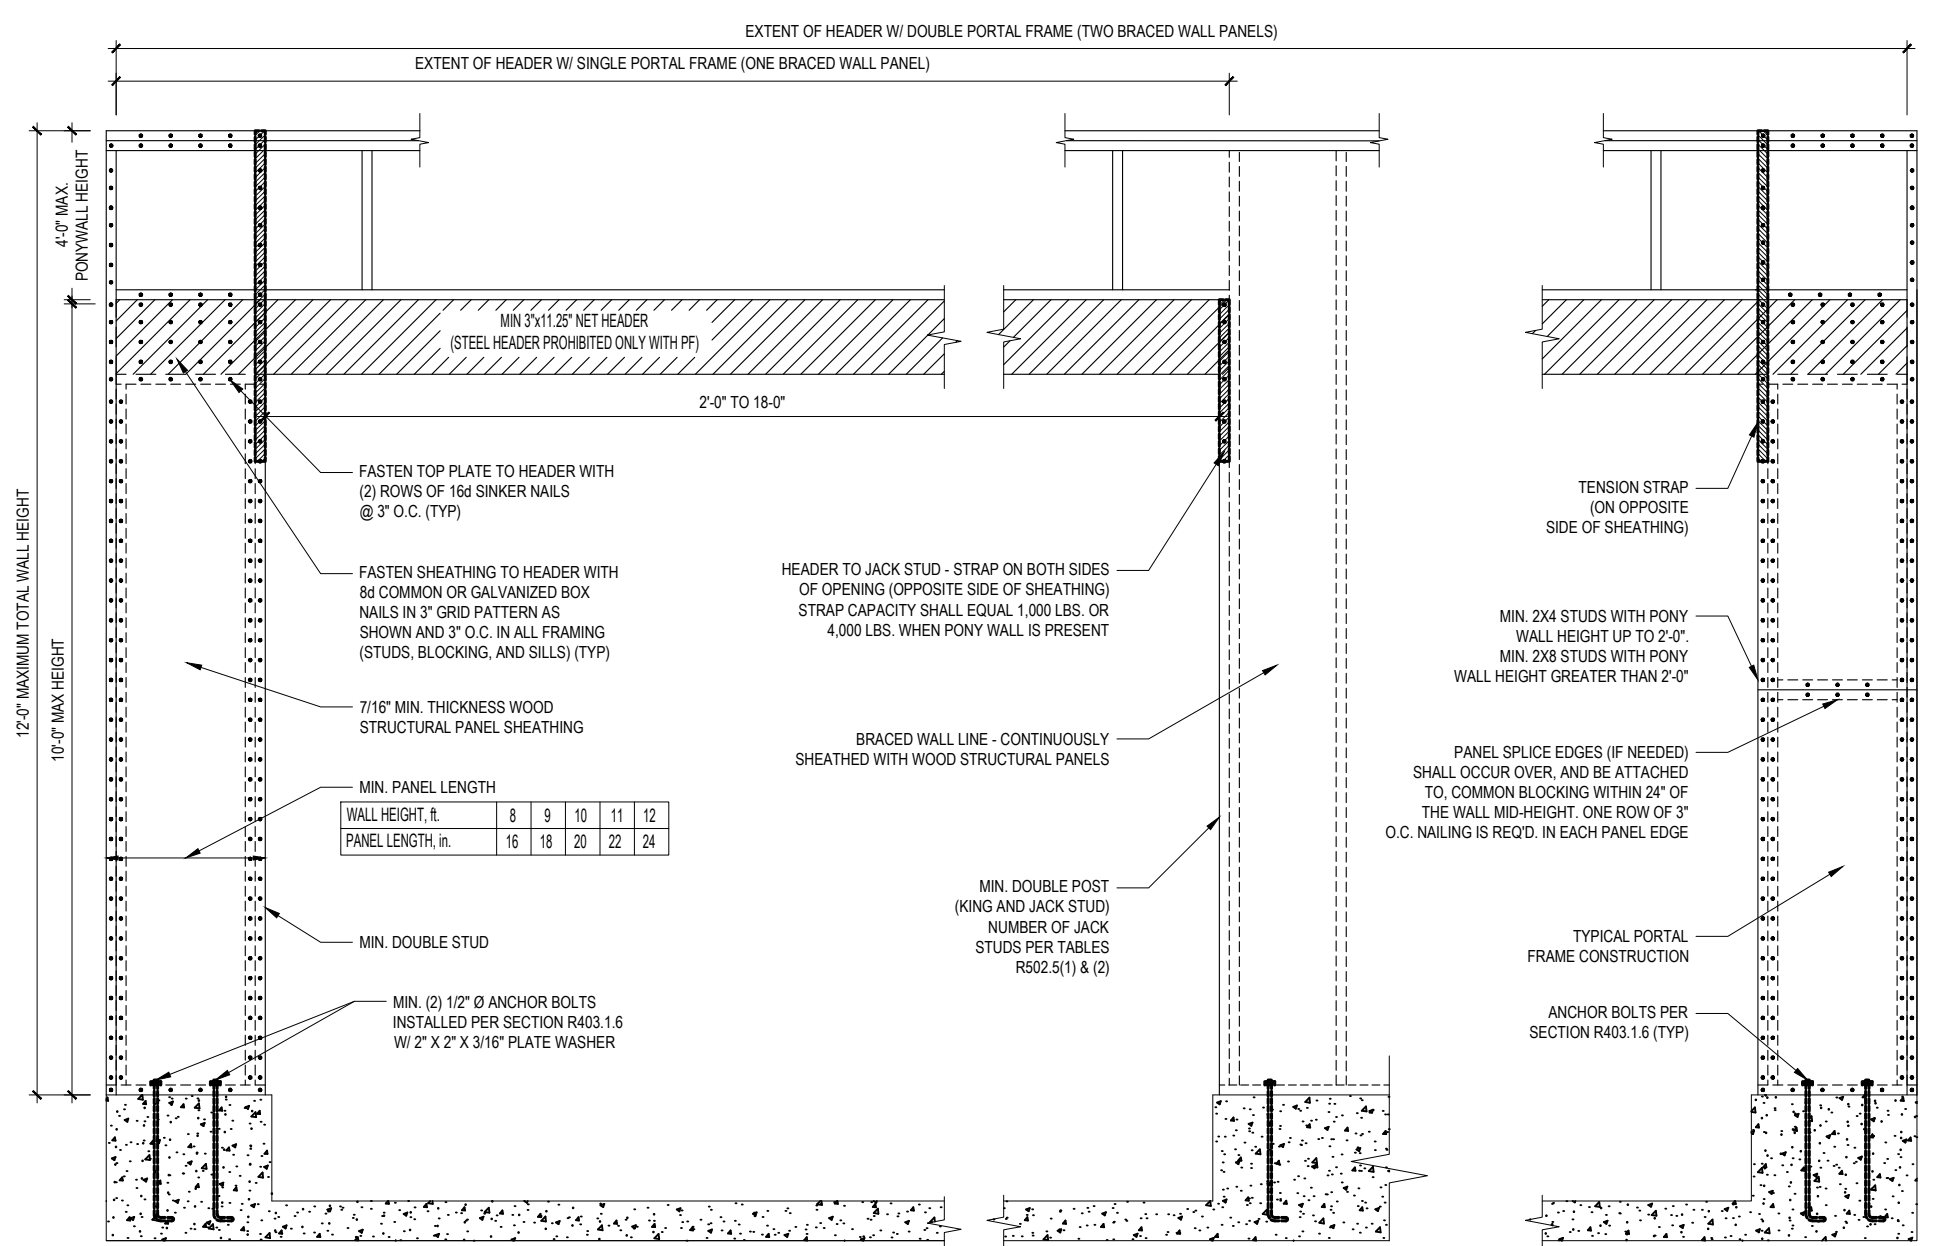 EXTENT OF HEADER W/ DOUBLE PORTAL FRAME (TWO BRACED WALL PANELS)
EXTENT OF HEADER W/ SINGLE PORTAL FRAME (ONE BRACED WALL PANEL)
4'-0" MAX.
PONYWALL HEIGHT
12'-0" MAXIMUM TOTAL WALL HEIGHT
10'-0" MAX HEIGHT
MIN 3"x11.25" NET HEADER
(STEEL HEADER PROHIBITED ONLY WITH PF)
2'-0" TO 18-0"
FASTEN TOP PLATE TO HEADER WITH
(2) ROWS OF 16d SINKER NAILS
@ 3" O.C. (TYP)
FASTEN SHEATHING TO HEADER WITH
8d COMMON OR GALVANIZED BOX
NAILS IN 3" GRID PATTERN AS
SHOWN AND 3" O.C. IN ALL FRAMING
(STUDS, BLOCKING, AND SILLS) (TYP)
7/16" MIN. THICKNESS WOOD
STRUCTURAL PANEL SHEATHING
MIN. PANEL LENGTH
WALL HEIGHT, ft. 8 9 10 11 12
PANEL LENGTH, in. 16 18 20 22 24
MIN. DOUBLE STUD
MIN. (2) 1/2" Ø ANCHOR BOLTS
INSTALLED PER SECTION R403.1.6
W/ 2" X 2" X 3/16" PLATE WASHER
HEADER TO JACK STUD - STRAP ON BOTH SIDES
OF OPENING (OPPOSITE SIDE OF SHEATHING)
STRAP CAPACITY SHALL EQUAL 1,000 LBS. OR
4,000 LBS. WHEN PONY WALL IS PRESENT
BRACED WALL LINE - CONTINUOUSLY
SHEATHED WITH WOOD STRUCTURAL PANELS
MIN. DOUBLE POST
(KING AND JACK STUD)
NUMBER OF JACK
STUDS PER TABLES
R502.5(1) & (2)
TENSION STRAP
(ON OPPOSITE
SIDE OF SHEATHING)
MIN. 2X4 STUDS WITH PONY
WALL HEIGHT UP TO 2'-0".
MIN. 2X8 STUDS WITH PONY
WALL HEIGHT GREATER THAN 2'-0"
PANEL SPLICE EDGES (IF NEEDED)
SHALL OCCUR OVER, AND BE ATTACHED
TO, COMMON BLOCKING WITHIN 24" OF
THE WALL MID-HEIGHT. ONE ROW OF 3"
O.C. NAILING IS REQ'D. IN EACH PANEL EDGE
TYPICAL PORTAL
FRAME CONSTRUCTION
ANCHOR BOLTS PER
SECTION R403.1.6 (TYP)